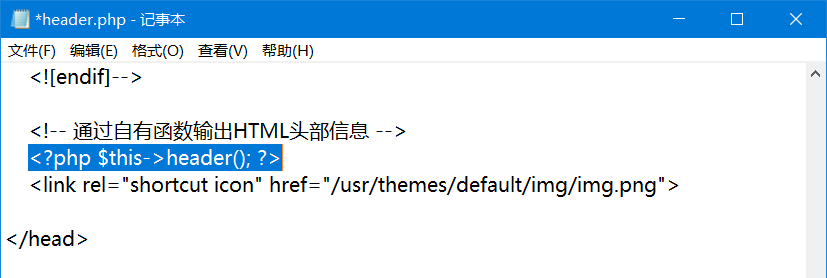 *header.php - 记事本
文件(F) 编辑(E) 格式(O) 查看(V) 帮助(H)
<![endif]-->
<!-- 通过自有函数输出HTML头部信息 -->
<?php $this->header(); ?>
<link rel="shortcut icon" href="/usr/themes/default/img/img.png">
</head>